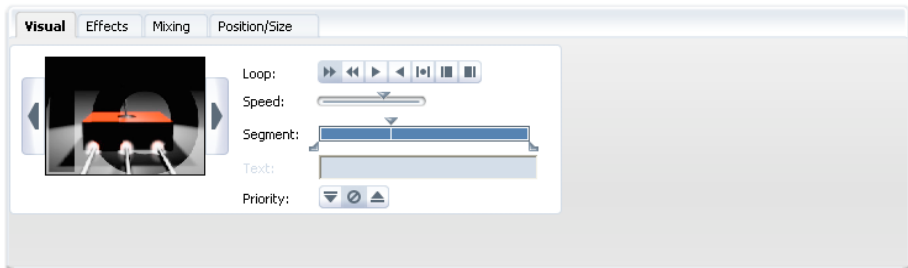 Visual Effects Mixing Position/Size
Loop:
Speed:
Segment:
Text:
Priority: